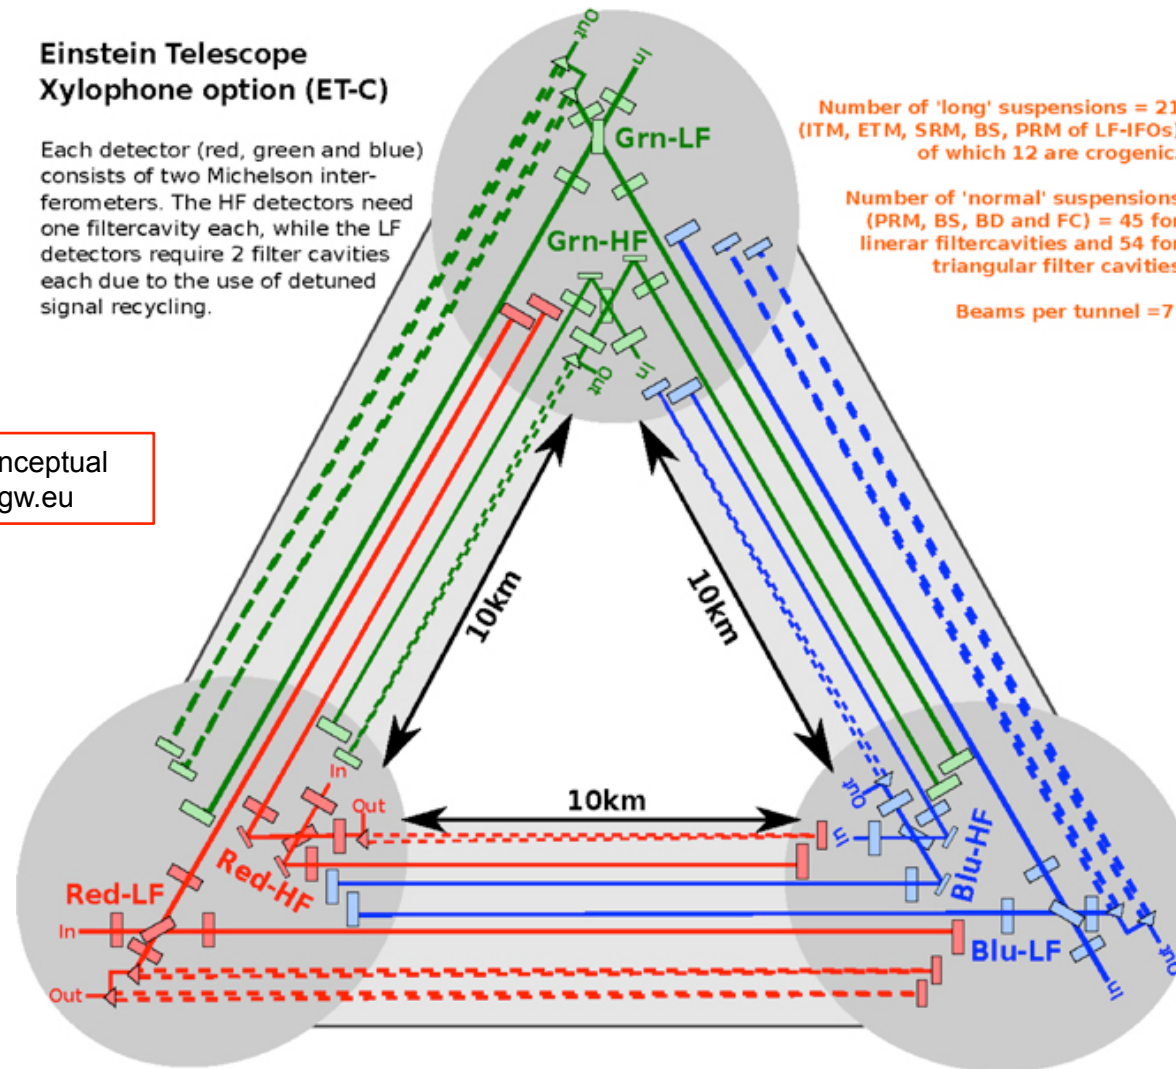 Einstein Telescope
Xylophone option (ET-C)
Each detector (red, green and blue)
consists of two Michelson inter-
ferometers. The HF detectors need
one filtercavity each, while the LF
detectors require 2 filter cavities
each due to the use of detuned
signal recycling.
Number of 'long' suspensions = 21
(ITM, ETM, SRM, BS, PRM of LF-IFOs)
of which 12 are crogenic.
Number of 'normal' suspensions
(PRM, BS, BD and FC) = 45 for
linerar filtercavities and 54 for
triangular filter cavities
Beams per tunnel =7
Out
In
Grn-LF
Grn-HF
Out
In
nceptual
gw.eu
10km
10km
10km
In
Out
Red-HF
Red-LF
In
Out
Out
In
Blu-HF
Blu-LF
In
Out